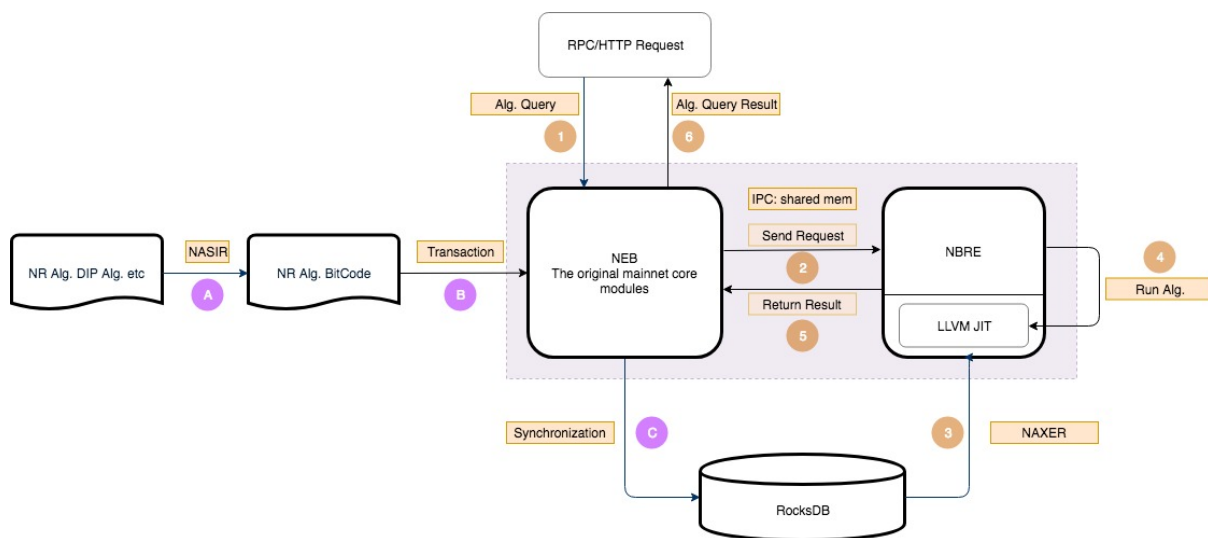 RPC/HTTP Request
Alg. Query
Alg. Query Result
1
6
IPC: shared mem
NASIR
Transaction
Send Request
NBRE
4
NR Alg. DIP Alg. etc
NR Alg. BitCode
NEB
The original mainnet core
modules
2
A
B
Run Alg.
Return Result
LLVM JIT
5
Synchronization
C
3
NAXER
RocksDB